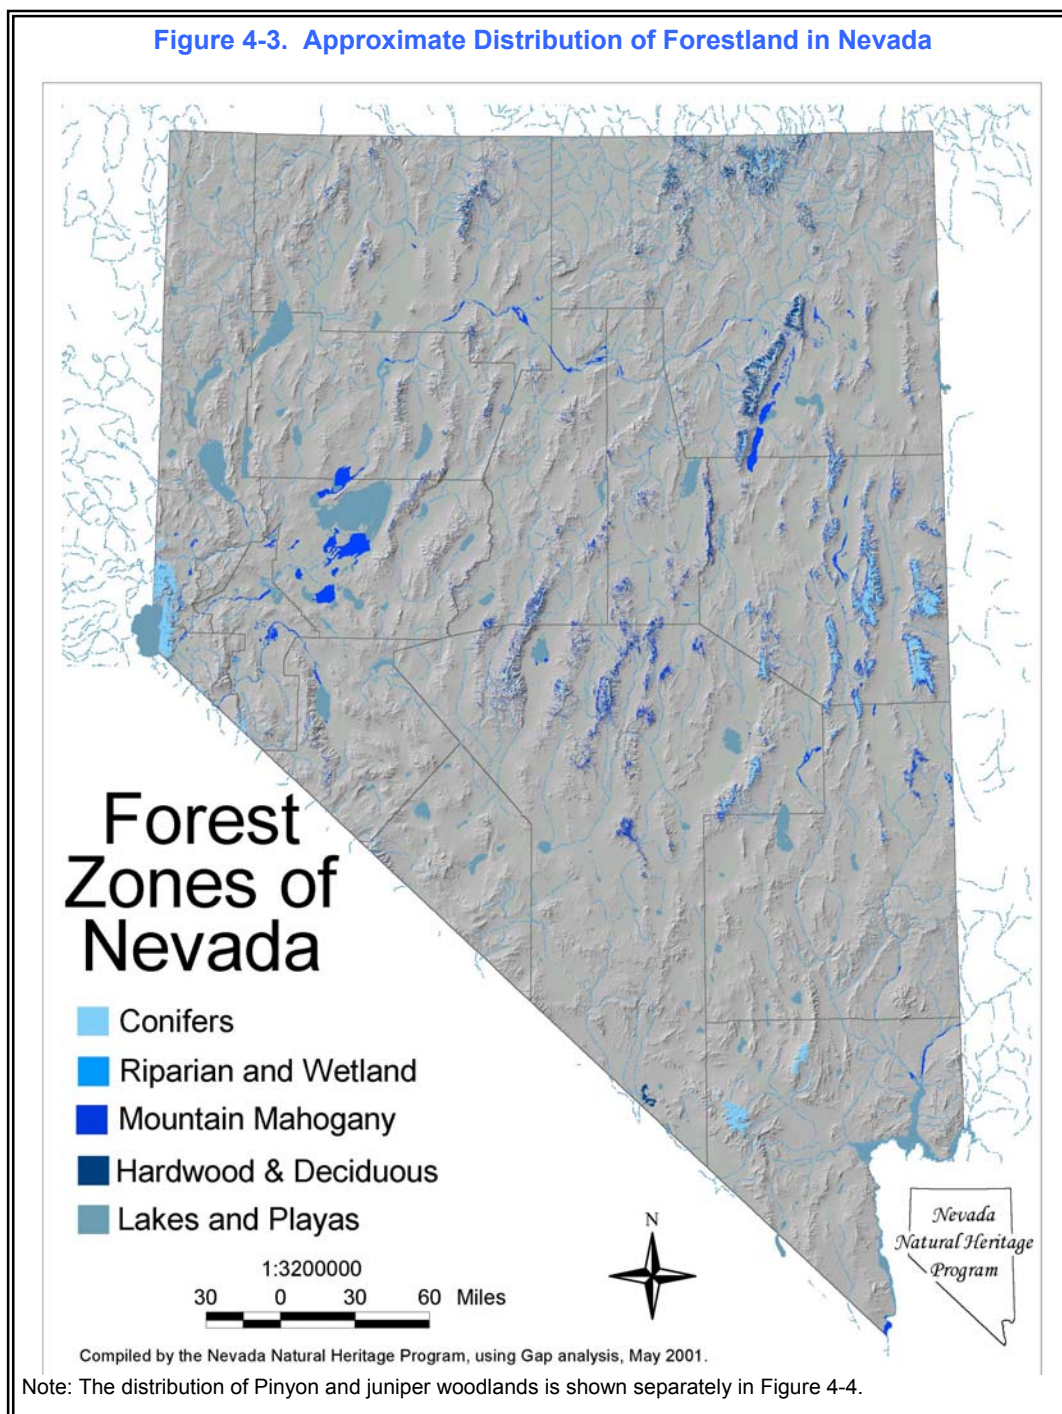 Figure 4-3. Approximate Distribution of Forestland in Nevada
Forest
Zones of
Nevada
Conifers
Riparian and Wetland
Mountain Mahogany
Hardwood & Deciduous
Lakes and Playas
1:3200000
30 0 30 60 Miles
N
Nevada
Natural Heritage
Program
Compiled by the Nevada Natural Heritage Program, using Gap analysis, May 2001.
Note: The distribution of Pinyon and juniper woodlands is shown separately in Figure 4-4.